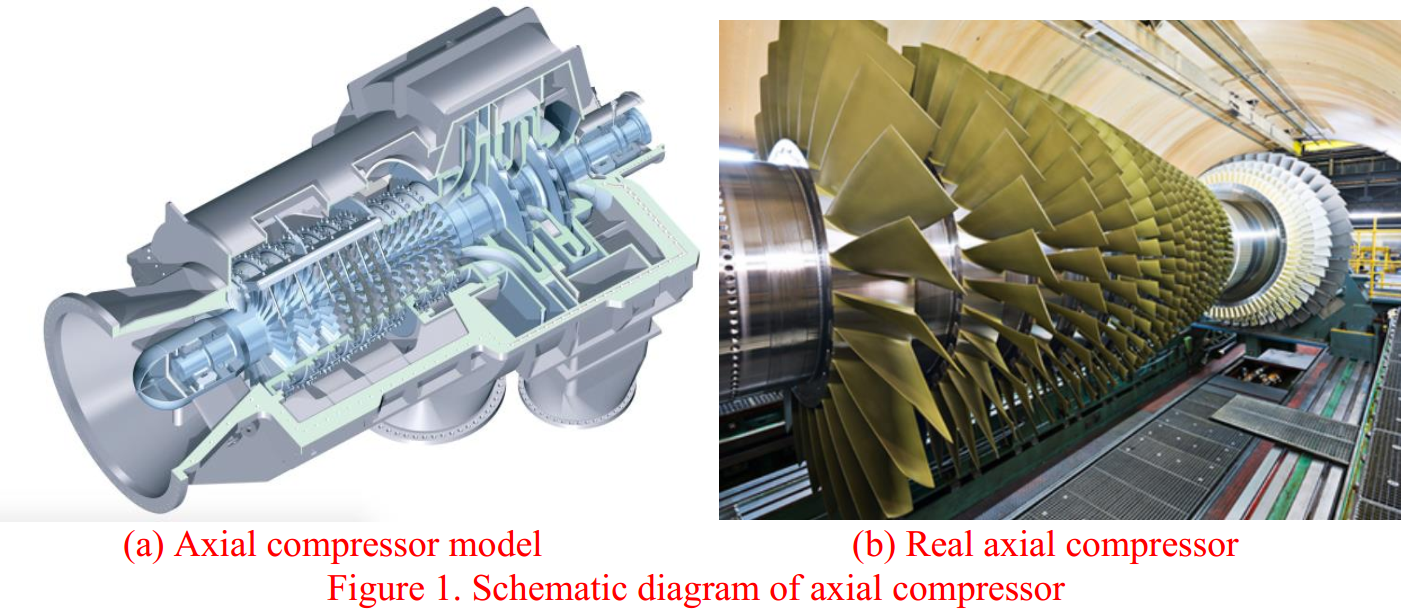 (a) Axial compressor model
(b) Real axial compressor
Figure 1. Schematic diagram of axial compressor